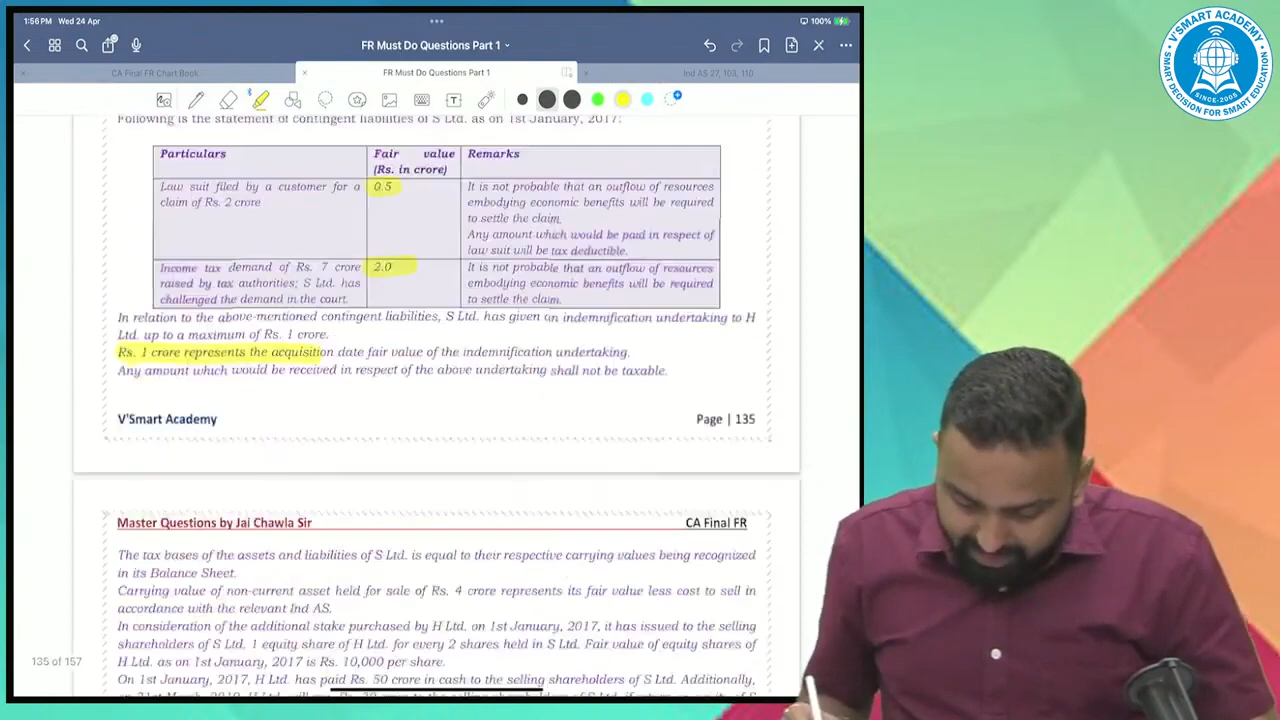 1:56 PM Wed 24 Apr
100%
FR Must Do Questions Part 1
CA Final FR Chart Book
FR Must Do Questions Part 1
Ind AS 27, 103, 110
Following is the statement of contingent liabilities of S Ltd. as on 1st January, 2017:
Particulars
Fair value (Rs. in crore)
Remarks
Law suit filed by a customer for a
claim of Rs. 2 crore
0.5
It is not probable that an outflow of resources
embodying economic benefits will be required
to settle the claim.
Any amount which would be paid in respect of
law suit will be tax deductible.
Income tax demand of Rs. 7 crore
raised by tax authorities; S Ltd. has
challenged the demand in the court.
2.0
It is not probable that an outflow of resources
embodying economic benefits will be required
to settle the claim.
In relation to the above-mentioned contingent liabilities, S Ltd. has given an indemnification undertaking to H
Ltd. up to a maximum of Rs. 1 crore.
Rs. 1 crore represents the acquisition date fair value of the indemnification undertaking.
Any amount which would be received in respect of the above undertaking shall not be taxable.
V'Smart Academy
Page | 135
Master Questions by Jai Chawla Sir
CA Final FR
The tax bases of the assets and liabilities of S Ltd. is equal to their respective carrying values being recognized
in its Balance Sheet.
Carrying value of non-current asset held for sale of Rs. 4 crore represents its fair value less cost to sell in
accordance with the relevant Ind AS.
In consideration of the additional stake purchased by H Ltd. on 1st January, 2017, it has issued to the selling
shareholders of S Ltd. 1 equity share of H Ltd. for every 2 shares held in S Ltd. Fair value of equity shares of
H Ltd. as on 1st January, 2017 is Rs. 10,000 per share.
135 of 157
On 1st January, 2017, H Ltd. has paid Rs. 50 crore in cash to the selling shareholders of S Ltd. Additionally,
V'SMART ACADEMY
SMART DECISION FOR SMART EDUCATION
SINCE-2005